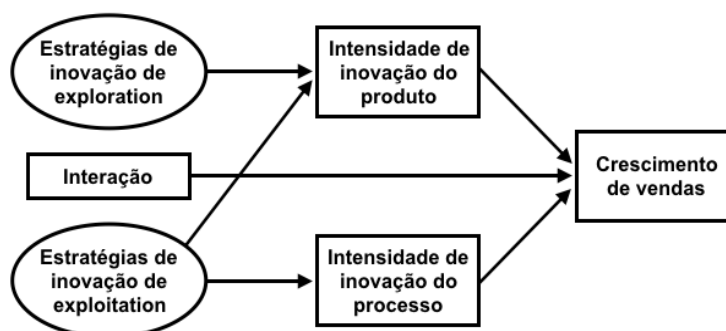 Estratégias de
inovação de
exploration
Intensidade de
inovação do
produto
Interação
Crescimento
de vendas
Estratégias de
inovação de
exploitation
Intensidade de
inovação do
processo